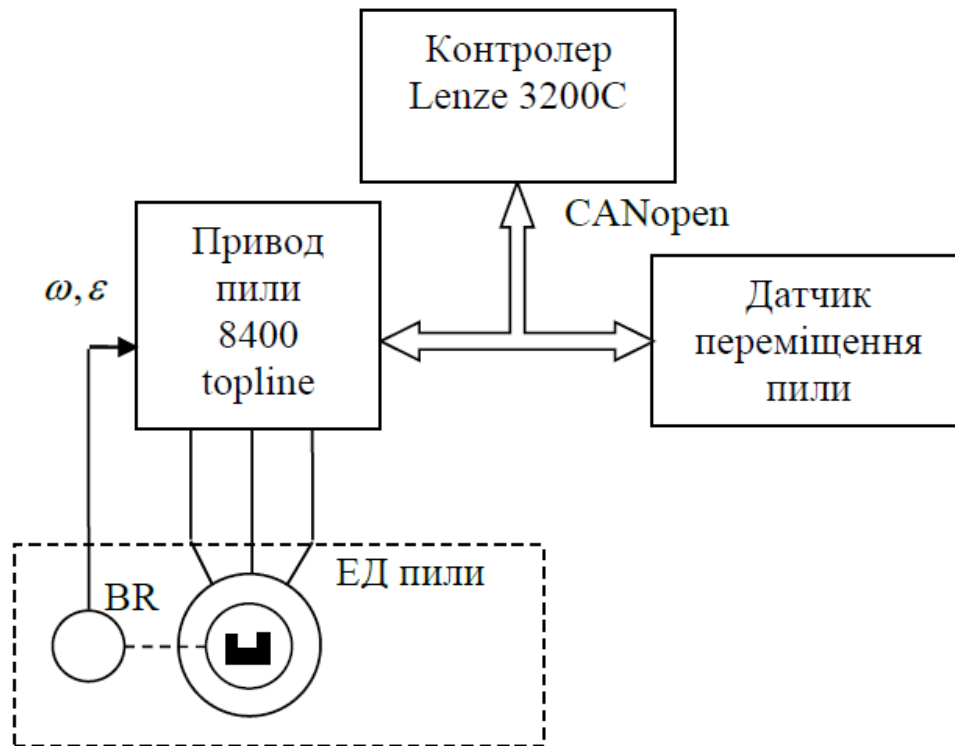 Контролер
Lenze 3200C
CANopen
Привод
пили
8400
topline
ω, ε
Датчик
переміщення
пили
ЕД пили
BR